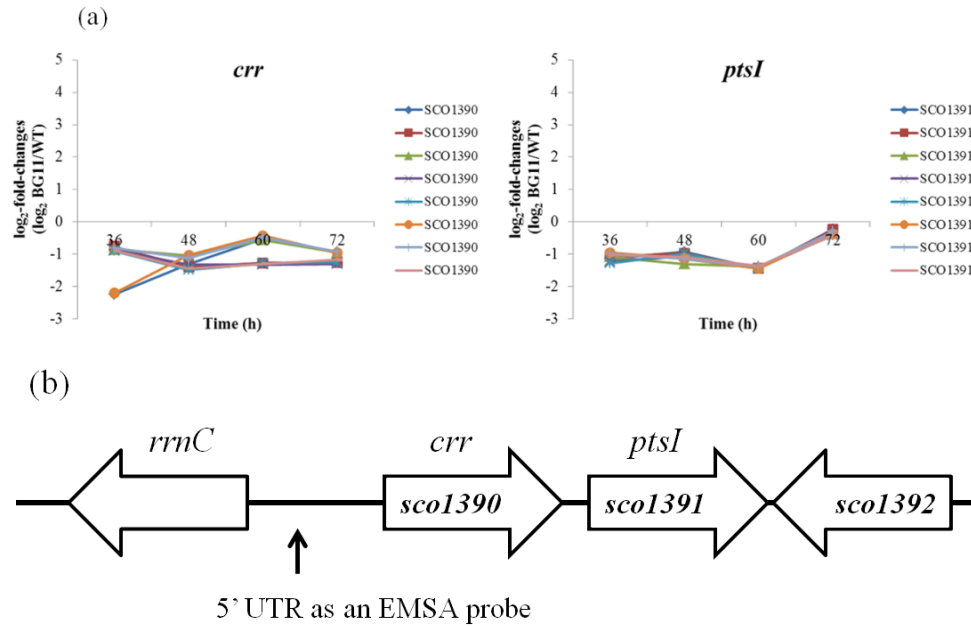 (a)
crr
log2-fold-changes
(log2 BG11/WT)
5
4
3
2
1
0
-1
-2
-3
36
48
60
72
Time (h)
SCO1390
SCO1390
SCO1390
SCO1390
SCO1390
SCO1390
SCO1390
SCO1390
ptsI
log2-fold-changes
(log2 BG11/WT)
5
4
3
2
1
0
-1
-2
-3
36
48
60
72
Time (h)
SCO1391
SCO1391
SCO1391
SCO1391
SCO1391
SCO1391
SCO1391
SCO1391
(b)
rrnC
crr
ptsI
sco1390
sco1391
sco1392
5’ UTR as an EMSA probe